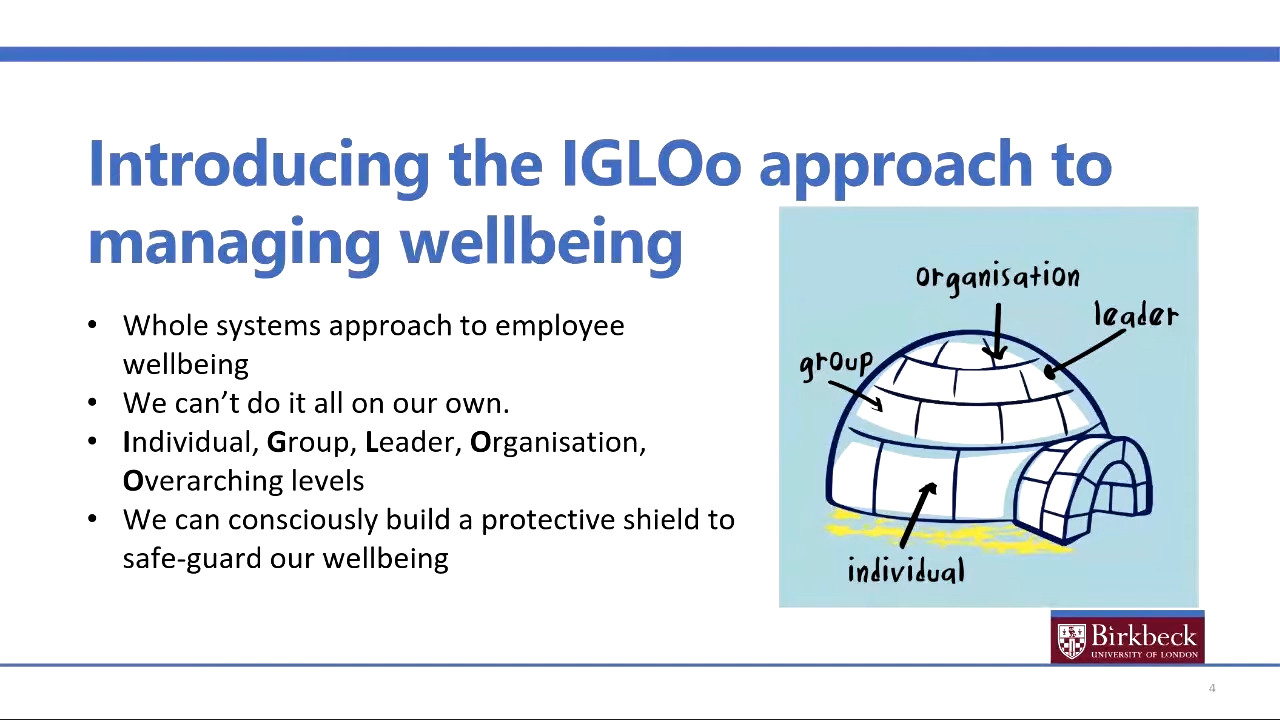 Introducing the IGLOo approach to
managing wellbeing
• Whole systems approach to employee
wellbeing
• We can’t do it all on our own.
• Individual, Group, Leader, Organisation,
Overarching levels
• We can consciously build a protective shield to
safe-guard our wellbeing
organisation
leader
group
individual
Birkbeck
UNIVERSITY OF LONDON
4